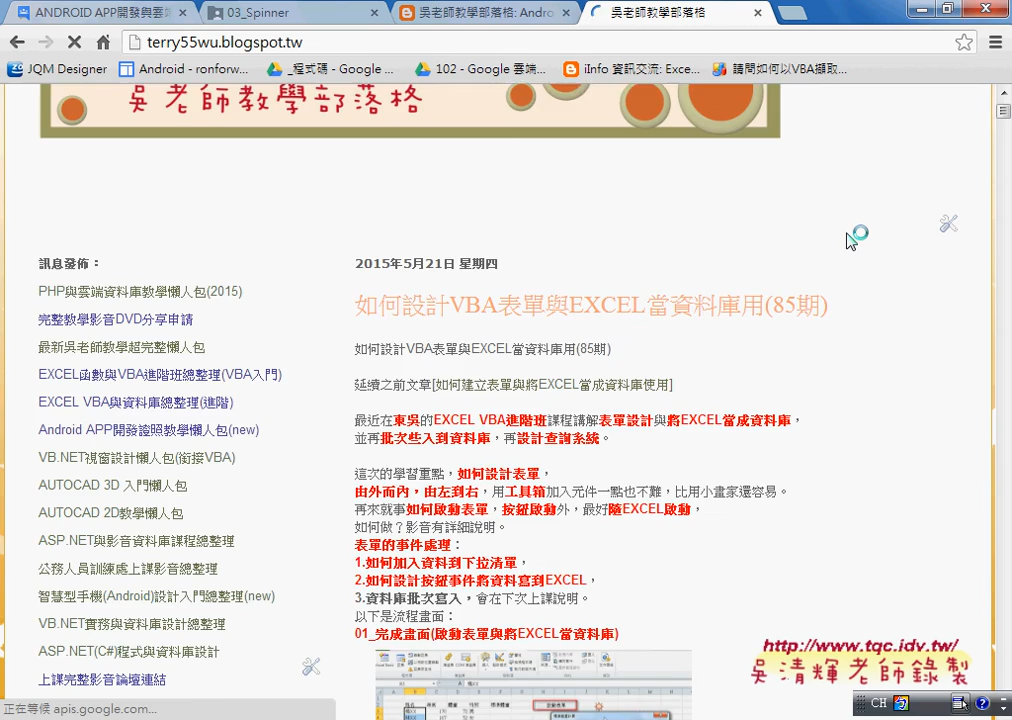 ANDROID APP開發與雲端
03_Spinner
吳老師教學部落格: Andro
吳老師教學部落格
terry55wu.blogspot.tw
JQM Designer
Android - ronforw...
_程式碼 - Google ...
102 - Google 雲端...
iInfo 資訊交流: Exce...
請問如何以VBA擷取...
吳老師教學部落格
訊息發佈：
PHP與雲端資料庫教學懶人包(2015)
完整教學影音DVD分享申請
最新吳老師教學超完整懶人包
EXCEL函數與VBA進階班總整理(VBA入門)
EXCEL VBA與資料庫總整理(進階)
Android APP開發證照教學懶人包(new)
VB.NET視窗設計懶人包(銜接VBA)
AUTOCAD 3D 入門懶人包
AUTOCAD 2D教學懶人包
ASP.NET與影音資料庫課程總整理
公務人員訓練處上課影音總整理
智慧型手機(Android)設計入門總整理(new)
VB.NET實務與資料庫設計總整理
ASP.NET(C#)程式與資料庫設計
上課完整影音論壇連結
2015年5月21日 星期四
如何設計VBA表單與EXCEL當資料庫用(85期)
如何設計VBA表單與EXCEL當資料庫用(85期)
延續之前文章[如何建立表單與將EXCEL當成資料庫使用]
最近在東吳的EXCEL VBA進階班課程講解表單設計與將EXCEL當成資料庫，
並再批次些入到資料庫，再設計查詢系統。
這次的學習重點，如何設計表單，
由外而內，由左到右，用工具箱加入元件一點也不難，比用小畫家還容易。
再來就事如何啟動表單，按鈕啟動外，最好隨EXCEL啟動，
如何做？影音有詳細說明。
表單的事件處理：
1.如何加入資料到下拉清單，
2.如何設計按鈕事件將資料寫到EXCEL，
3.資料庫批次寫入，會在下次上課說明。
以下是流程畫面：
01_完成畫面(啟動表單與將EXCEL當資料庫)
http://www.tqc.idv.tw/
吳清輝老師錄製
正在等候 apis.google.com...
CH